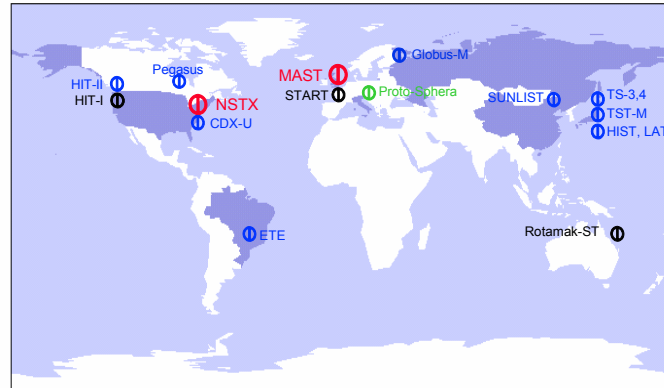 Globus-M
Pegasus
MAST
HIT-II
START
Proto-Sphera
SUNLIST
TS-3,4
HIT-I
NSTX
TST-M
CDX-U
HIST, LAT
ETE
Rotamak-ST